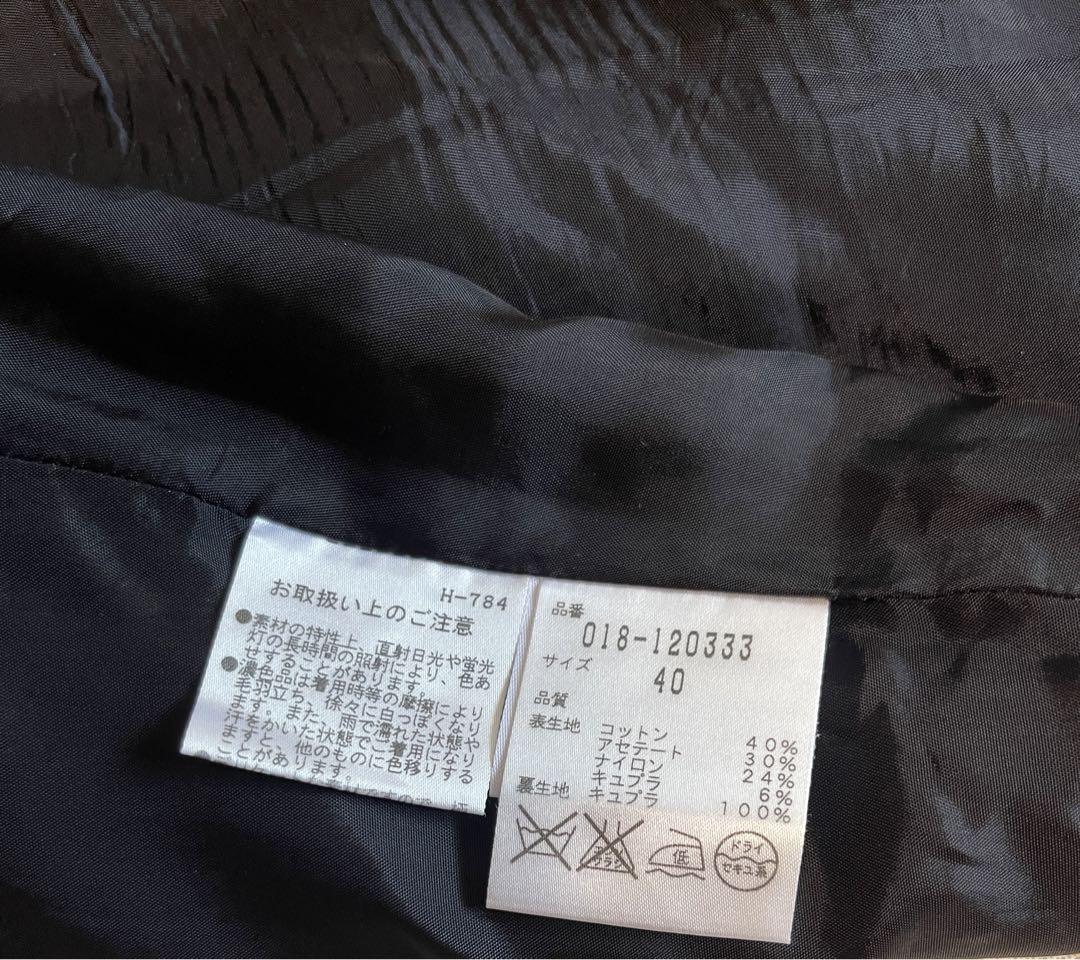 H-784
お取扱い上のご注意
●素材の特性上、直射日光や蛍光
灯の長時間の照射により、色あ
せすることがあります。
●濃色品は着用時等の摩擦により
毛羽立ち、徐々に白っぽくなり
ます。また、雨で濡れた状態や
汗をかいた状態でご着用になり
ますと、他のものに色移りする
ことがあります。
品番
018-120333
サイズ
40
品質
表生地 コットン 40%
アセテート 30%
ナイロン 24%
キュプラ 6%
裏生地 キュプラ 100%
低
ドライ
セキユ系